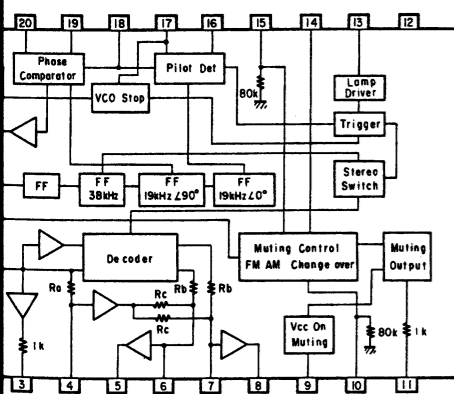 20 19 18 17 16 15 14 13 12
Phase
Comparator
Pilot Det
80k
Lamp
Driver
VCO Stop
Trigger
FF
FF
38kHz
FF
19kHz∠90°
FF
19kHz∠0°
Stereo
Switch
Decoder
Muting Control
FM AM Change over
Muting
Output
Ra
Rc
Rb
Rb
Rc
1k
Vcc On
Muting
80k
1k
3 4 5 6 7 8 9 10 11